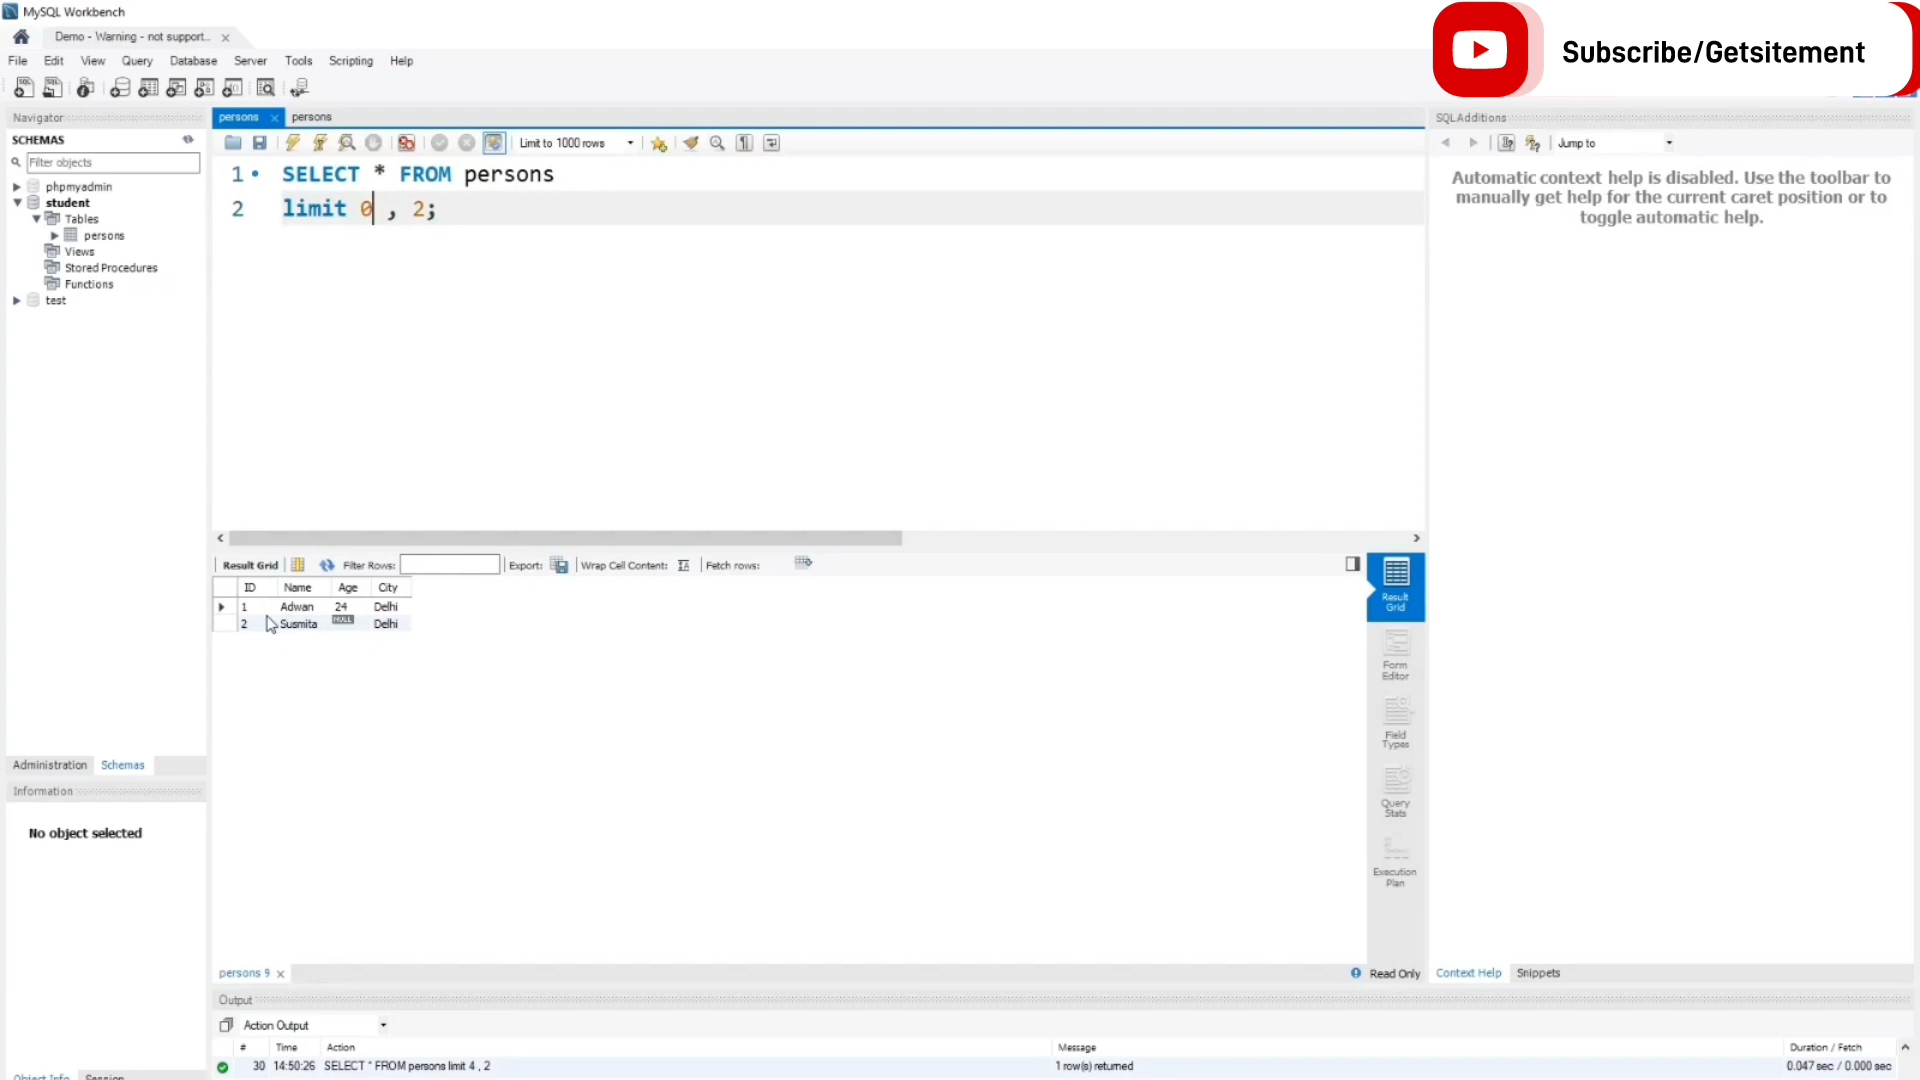 MySQL Workbench
Demo - Warning - not support...
File Edit View Query Database Server Tools Scripting Help
Subscribe/Getsitement
Navigator
SCHEMAS
Filter objects
phpmyadmin
student
Tables
persons
Views
Stored Procedures
Functions
test
Administration Schemas
Information
No object selected
Object Info Session
persons persons
Limit to 1000 rows
1 SELECT * FROM persons
2 limit 0 , 2;
Result Grid Filter Rows: Export: Wrap Cell Content: Fetch rows:
ID Name Age City
1 Adwan 24 Delhi
2 Susmita NULL Delhi
Result
Grid
Form
Editor
Field
Types
Query
Stats
Execution
Plan
persons 9 Read Only
SQLAdditions
Jump to
Automatic context help is disabled. Use the toolbar to
manually get help for the current caret position or to
toggle automatic help.
Context Help Snippets
Output
Action Output
# Time Action Message Duration / Fetch
30 14:50:26 SELECT * FROM persons limit 4 , 2 1 row(s) returned 0.047 sec / 0.000 sec